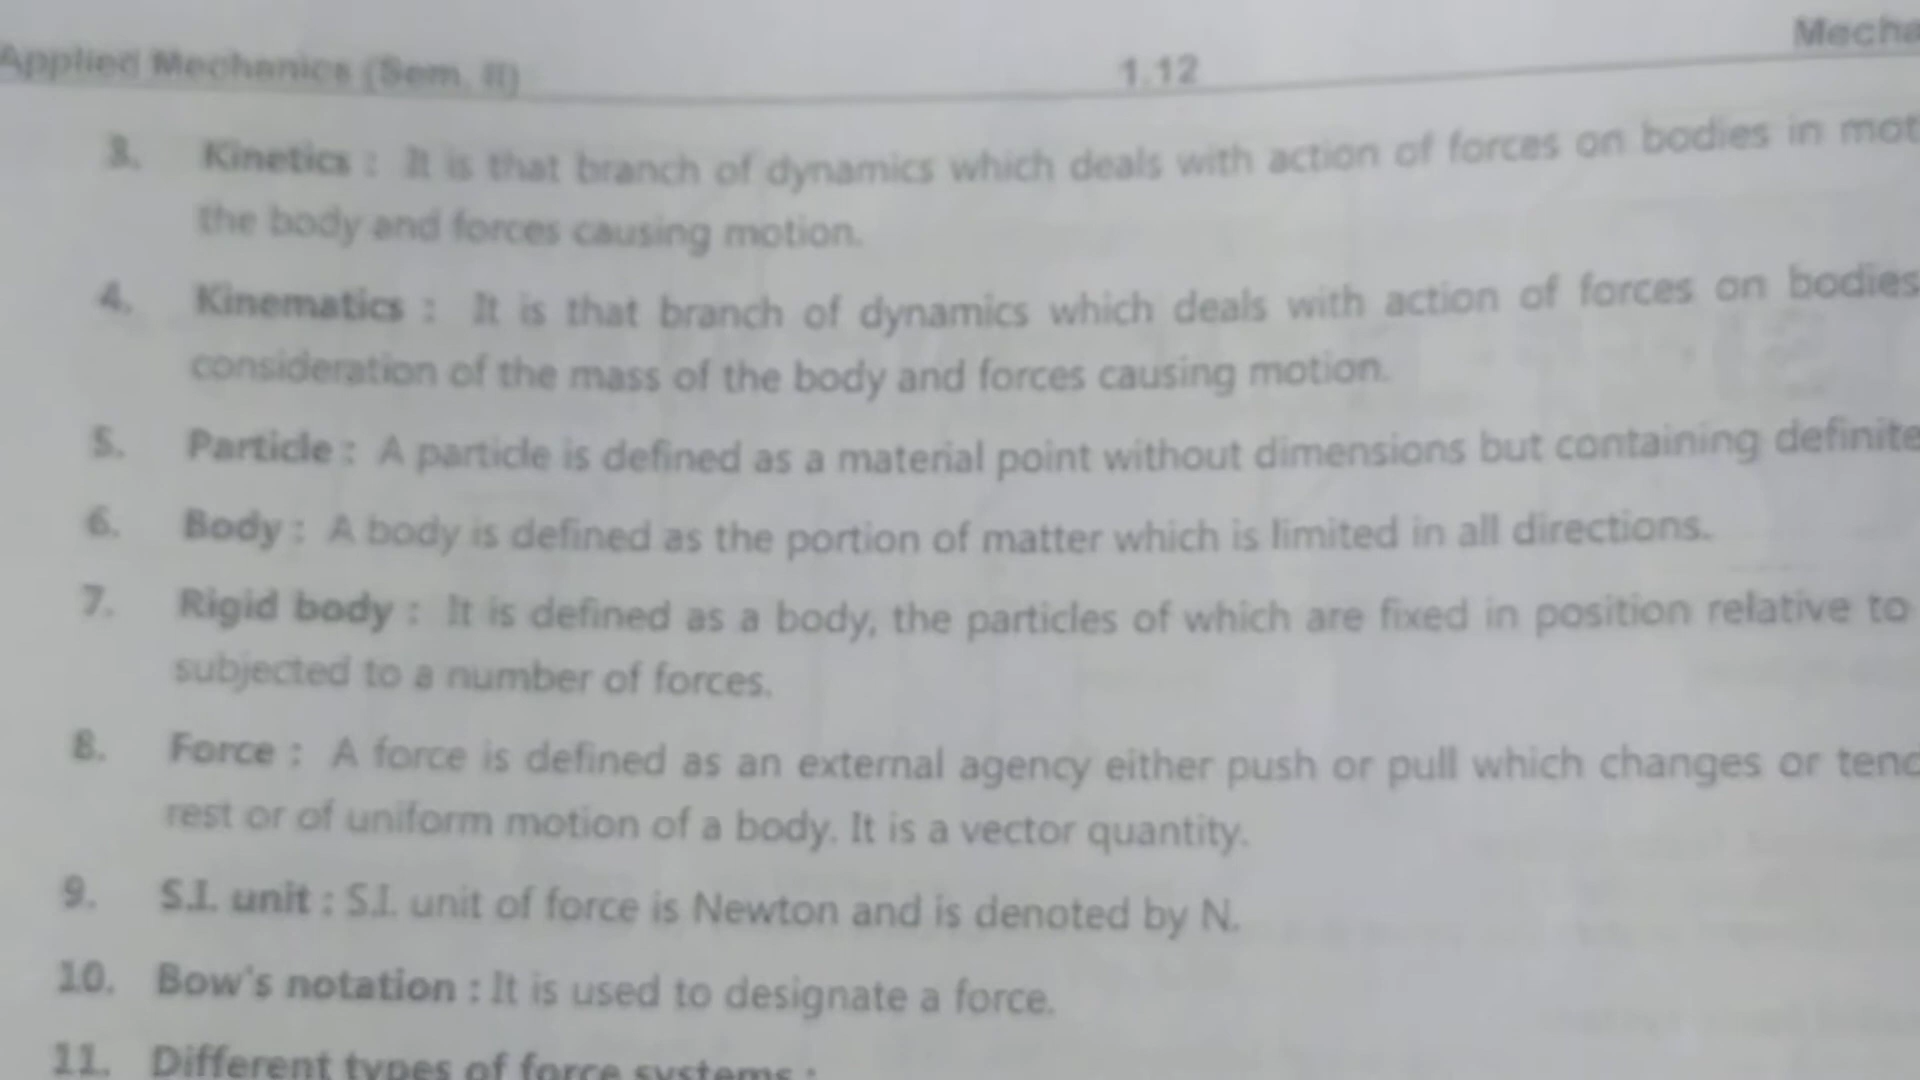 Applied Mechanics (Sem. II) 1.12 Mecha
3. Kinetics : It is that branch of dynamics which deals with action of forces on bodies in mot
the body and forces causing motion.
4. Kinematics : It is that branch of dynamics which deals with action of forces on bodies
consideration of the mass of the body and forces causing motion.
5. Particle : A particle is defined as a material point without dimensions but containing definite
6. Body : A body is defined as the portion of matter which is limited in all directions.
7. Rigid body : It is defined as a body, the particles of which are fixed in position relative to
subjected to a number of forces.
8. Force : A force is defined as an external agency either push or pull which changes or tend
rest or of uniform motion of a body. It is a vector quantity.
9. S.I. unit : S.I. unit of force is Newton and is denoted by N.
10. Bow's notation : It is used to designate a force.
11. Different types of force systems :